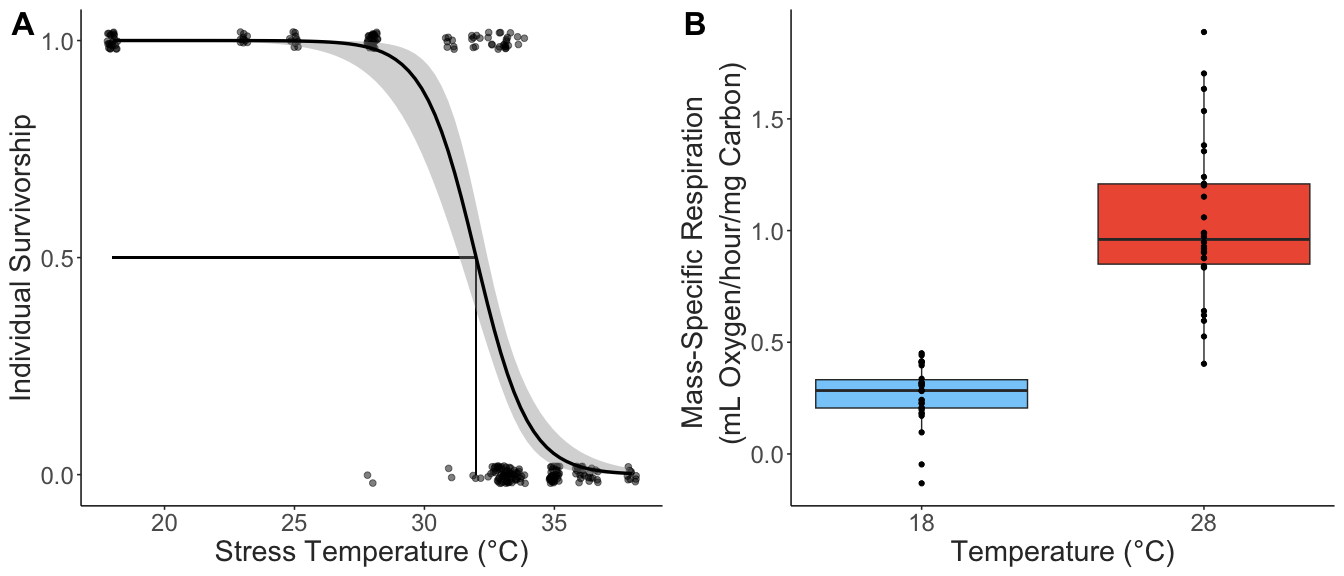 A
Individual Survivorship
1.0
0.5
0.0
20 25 30 35
Stress Temperature (°C)
B
Mass-Specific Respiration
(mL Oxygen/hour/mg Carbon)
1.5
1.0
0.5
0.0
18 28
Temperature (°C)